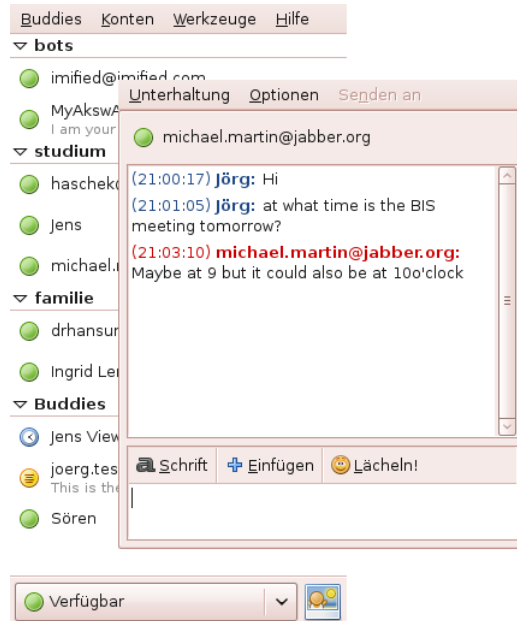 Buddies Konten Werkzeuge Hilfe
bots
imified@imified.com
I am your
studium
Jens
familie
Ingrid
Buddies
Jens
This is the
Sören
Verfügbar
Unterhaltung Optionen Senden an
michael.martin@jabber.org
(21:00:17) Jörg: Hi
(21:01:05) Jörg: at what time is the BIS
meeting tomorrow?
(21:03:10) michael.martin@jabber.org:
Maybe at 9 but it could also be at 10o'clock
Schrift Einfügen Lächeln!